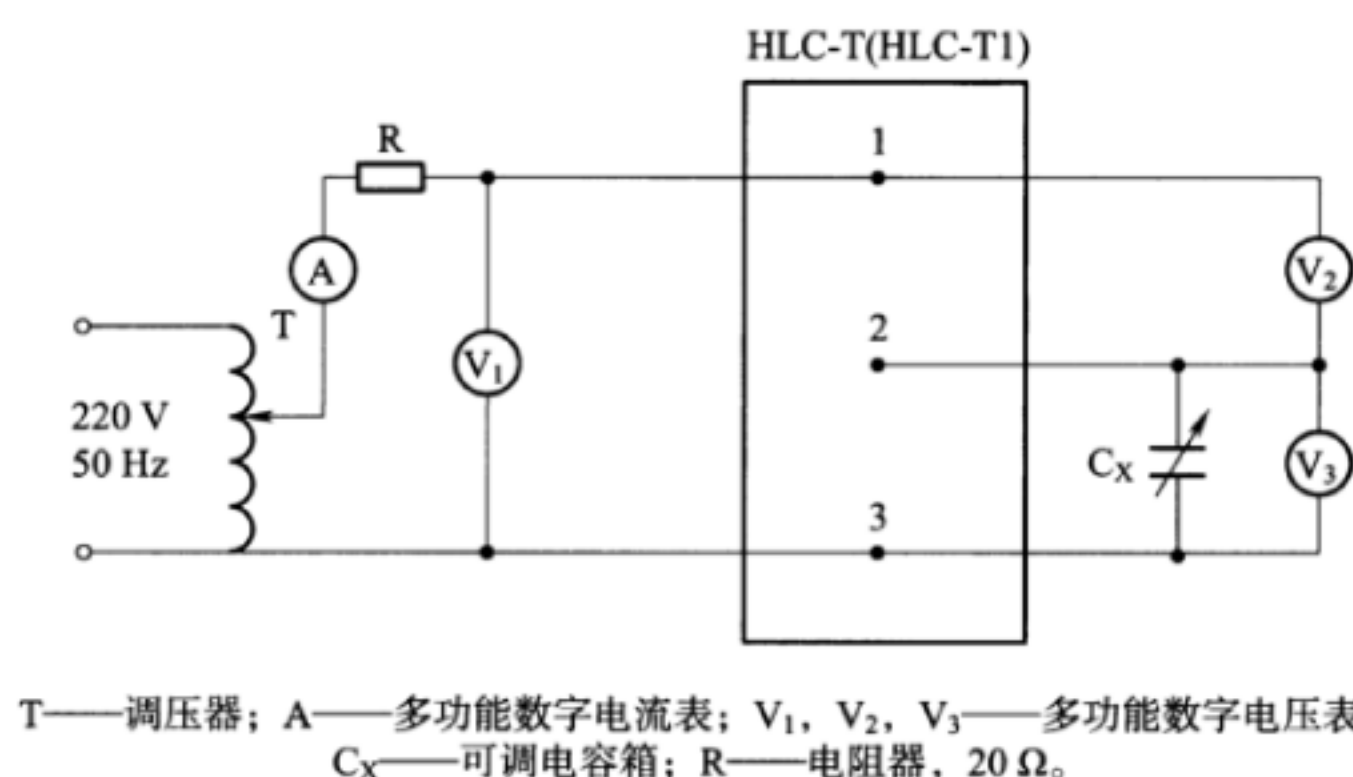 HLC-T(HLC-T1)
R
1
A
T
V₂
2
V₁
220 V
50 Hz
Cx
V₃
3
T——调压器；A——多功能数字电流表；V₁，V₂，V₃——多功能数字电压表
Cx——可调电容箱；R——电阻器，20 Ω。